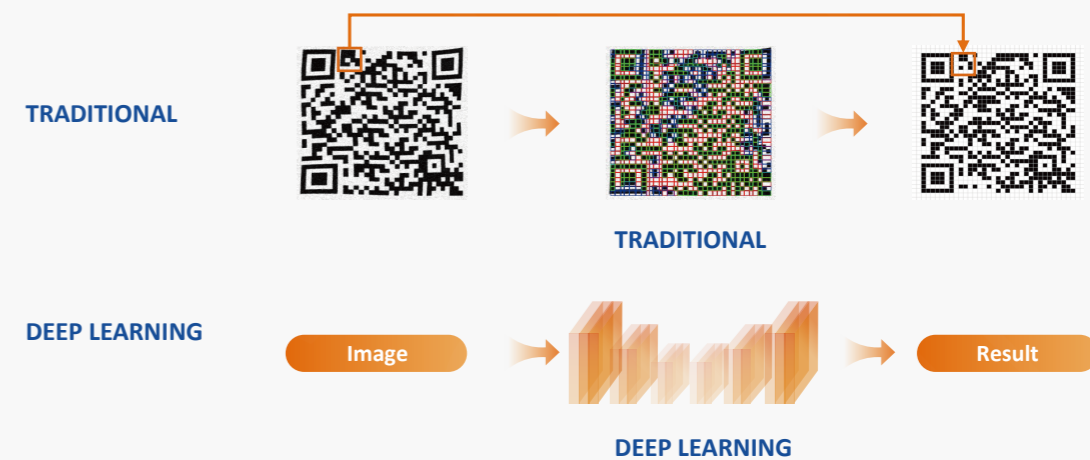 TRADITIONAL
TRADITIONAL
DEEP LEARNING
Image
Result
DEEP LEARNING